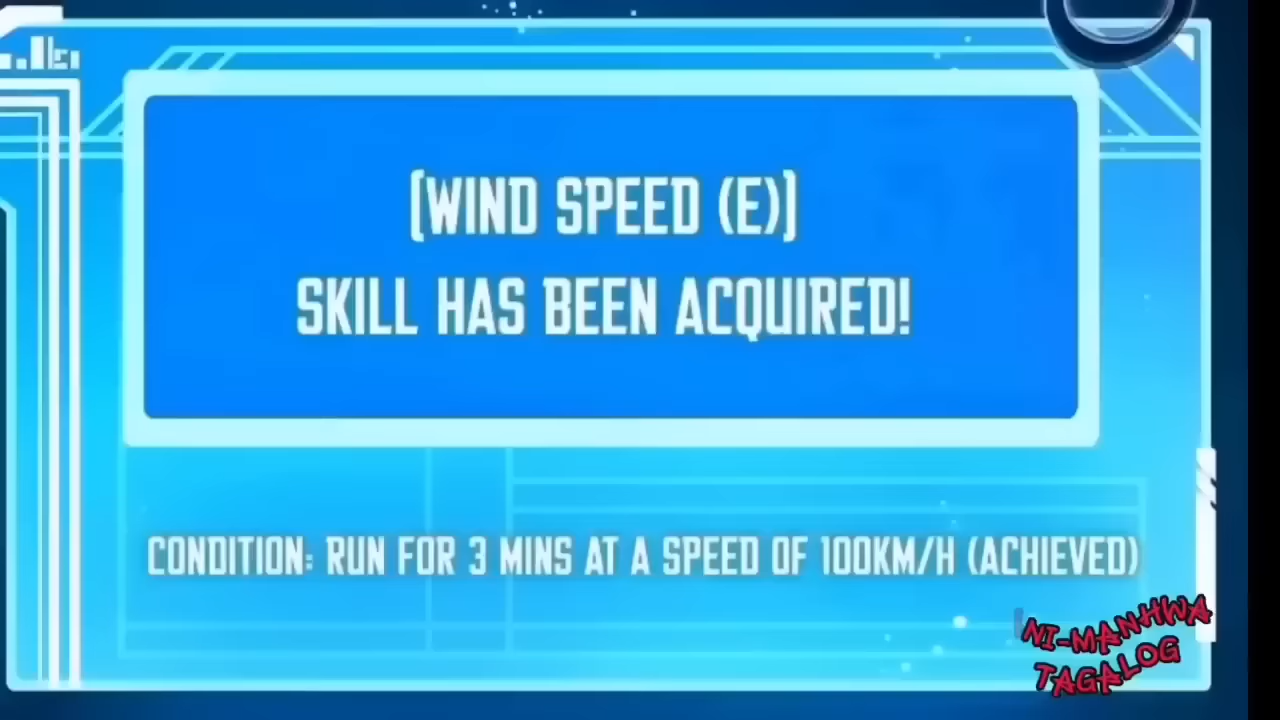 [WIND SPEED (E)]
SKILL HAS BEEN ACQUIRED!
CONDITION: RUN FOR 3 MINS AT A SPEED OF 100KM/H (ACHIEVED)
NI-MANHWA
TAGALOG